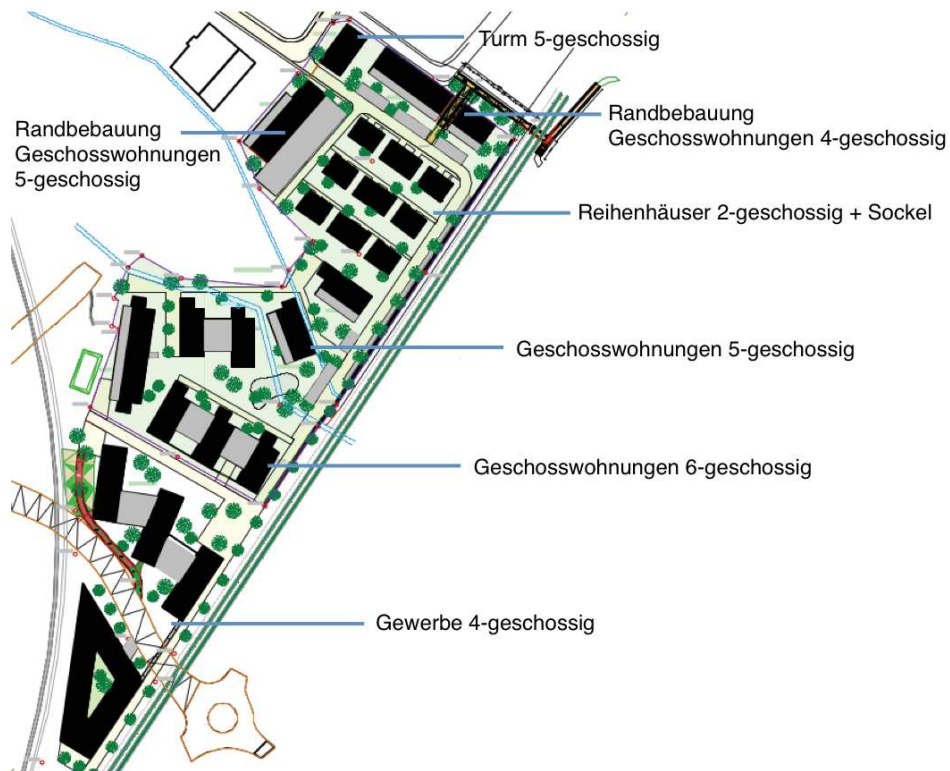 Turm 5-geschossig
Randbebauung
Geschosswohnungen 4-geschossig
Randbebauung
Geschosswohnungen
5-geschossig
Reihenhäuser 2-geschossig + Sockel
Geschosswohnungen 5-geschossig
Geschosswohnungen 6-geschossig
Gewerbe 4-geschossig